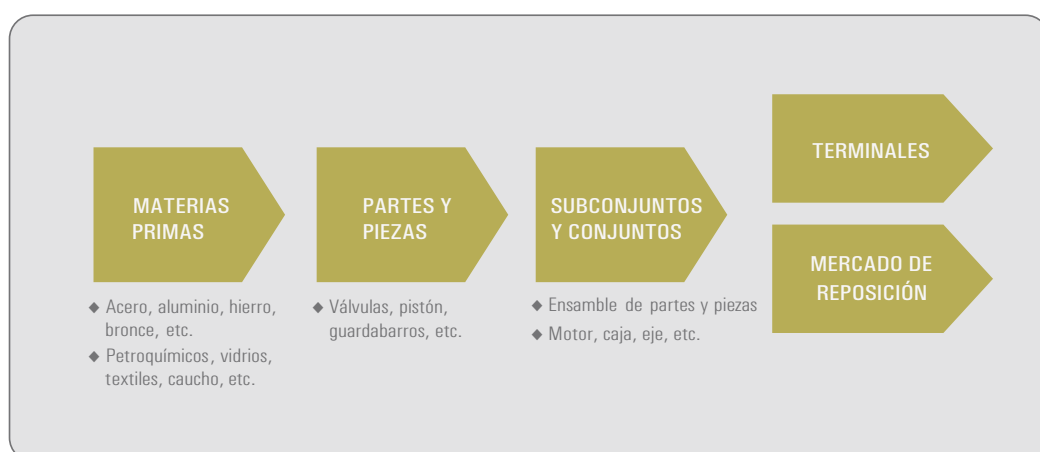 MATERIAS
PRIMAS
◆ Acero, aluminio, hierro,
bronce, etc.
◆ Petroquímicos, vidrios,
textiles, caucho, etc.
PARTES Y
PIEZAS
◆ Válvulas, pistón,
guardabarros, etc.
SUBCONJUNTOS
Y CONJUNTOS
◆ Ensamble de partes y piezas
◆ Motor, caja, eje, etc.
TERMINALES
MERCADO DE
REPOSICIÓN